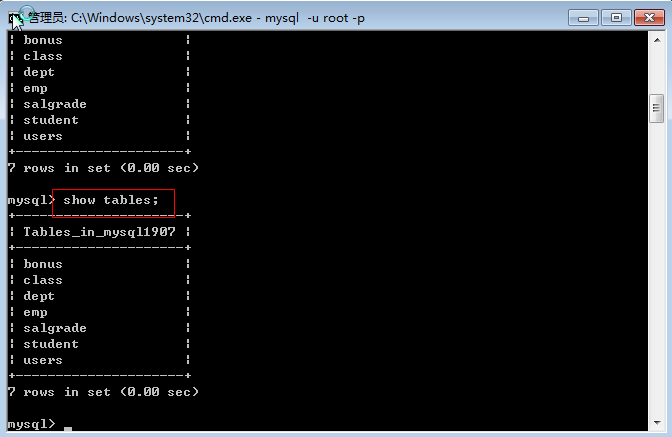 管理员: C:\Windows\system32\cmd.exe - mysql  -u root -p
| bonus                |
| class                |
| dept                 |
| emp                  |
| salgrade             |
| student              |
| users                |
+----------------------+
7 rows in set (0.00 sec)
mysql> show tables;
+----------------------+
| Tables_in_mysql1907 |
+----------------------+
| bonus                |
| class                |
| dept                 |
| emp                  |
| salgrade             |
| student              |
| users                |
+----------------------+
7 rows in set (0.00 sec)
mysql>